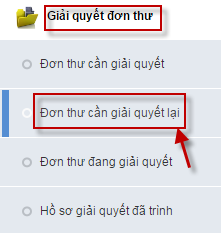 Giải quyết đơn thư
Đơn thư cần giải quyết
Đơn thư cần giải quyết lại
Đơn thư đang giải quyết
Hồ sơ giải quyết đã trình